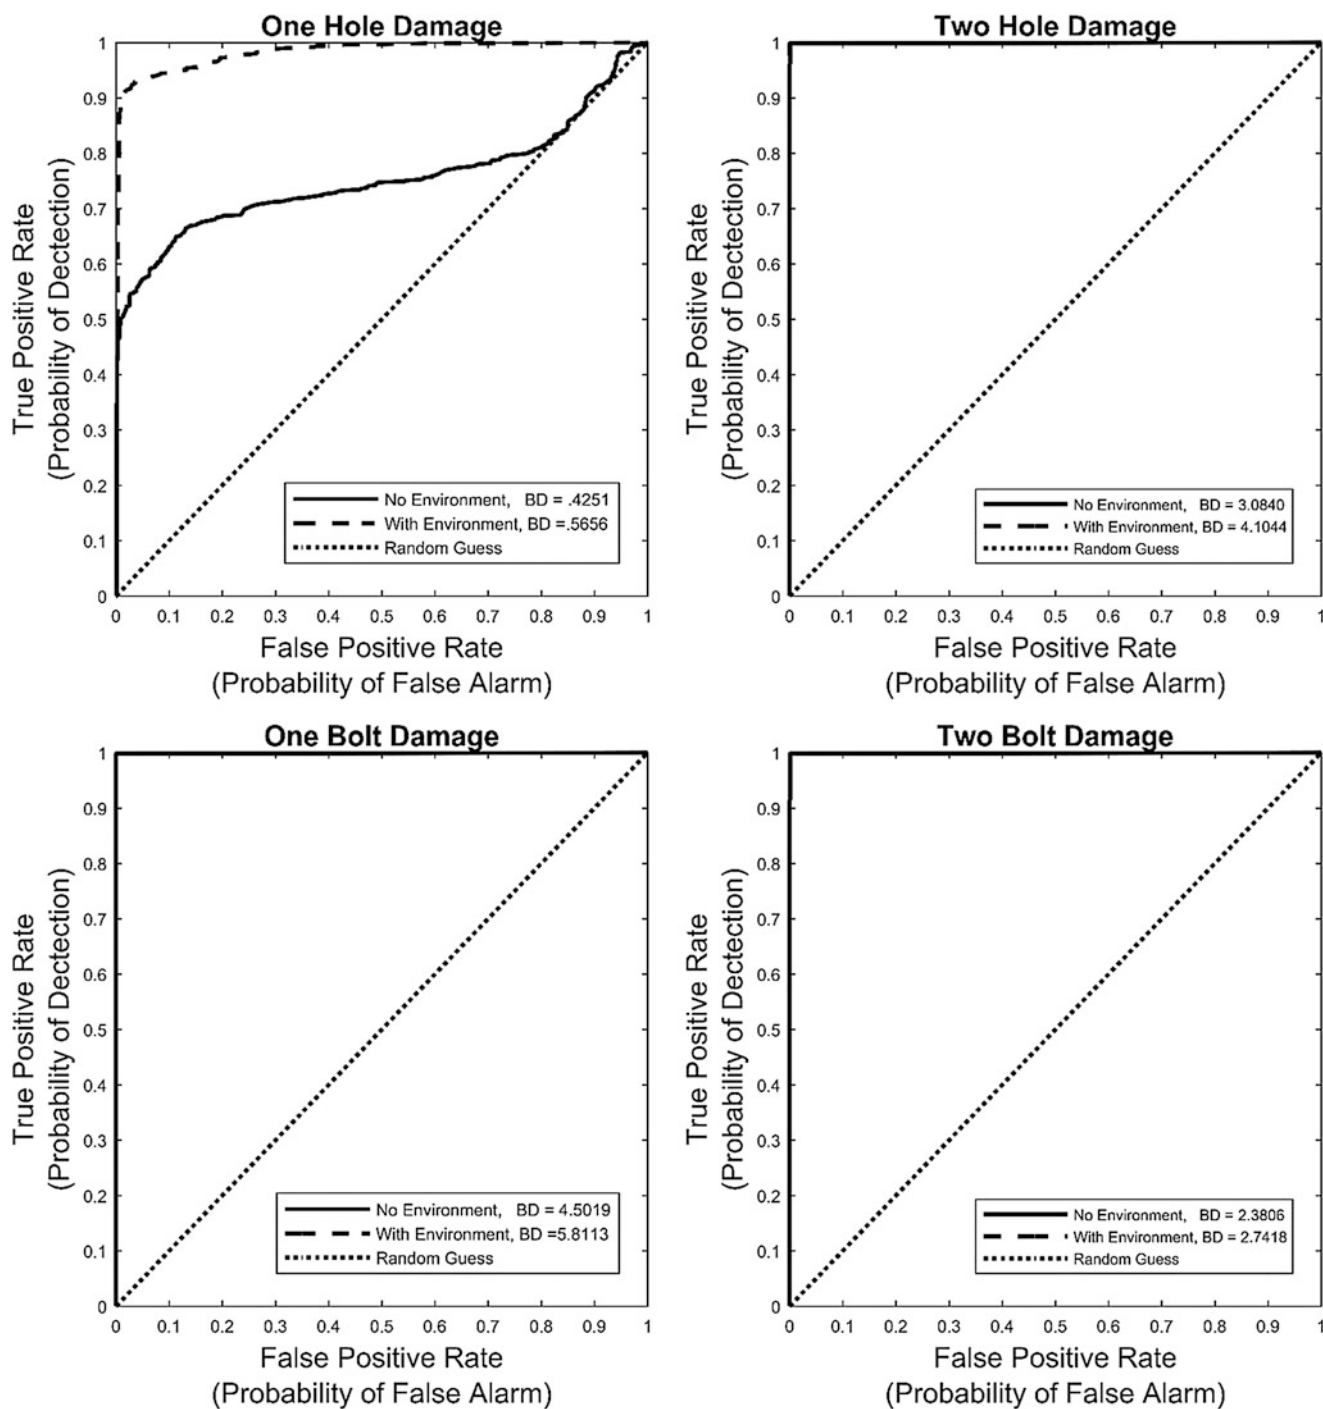 One Hole Damage
1
0.9
0.8
0.7
0.6
0.5
0.4
0.3
0.2
0.1
0
True Positive Rate
(Probability of Dectection)
No Environment, BD = .4251
With Environment, BD =.5656
Random Guess
0 0.1 0.2 0.3 0.4 0.5 0.6 0.7 0.8 0.9 1
False Positive Rate
(Probability of False Alarm)
Two Hole Damage
1
0.9
0.8
0.7
0.6
0.5
0.4
0.3
0.2
0.1
0
True Positive Rate
(Probability of Dectection)
No Environment, BD = 3.0840
With Environment, BD = 4.1044
Random Guess
0 0.1 0.2 0.3 0.4 0.5 0.6 0.7 0.8 0.9 1
False Positive Rate
(Probability of False Alarm)
One Bolt Damage
1
0.9
0.8
0.7
0.6
0.5
0.4
0.3
0.2
0.1
0
True Positive Rate
(Probability of Dectection)
No Environment, BD = 4.5019
With Environment, BD =5.8113
Random Guess
0 0.1 0.2 0.3 0.4 0.5 0.6 0.7 0.8 0.9 1
False Positive Rate
(Probability of False Alarm)
Two Bolt Damage
1
0.9
0.8
0.7
0.6
0.5
0.4
0.3
0.2
0.1
0
True Positive Rate
(Probability of Dectection)
No Environment, BD = 2.3806
With Environment, BD = 2.7418
Random Guess
0 0.1 0.2 0.3 0.4 0.5 0.6 0.7 0.8 0.9 1
False Positive Rate
(Probability of False Alarm)